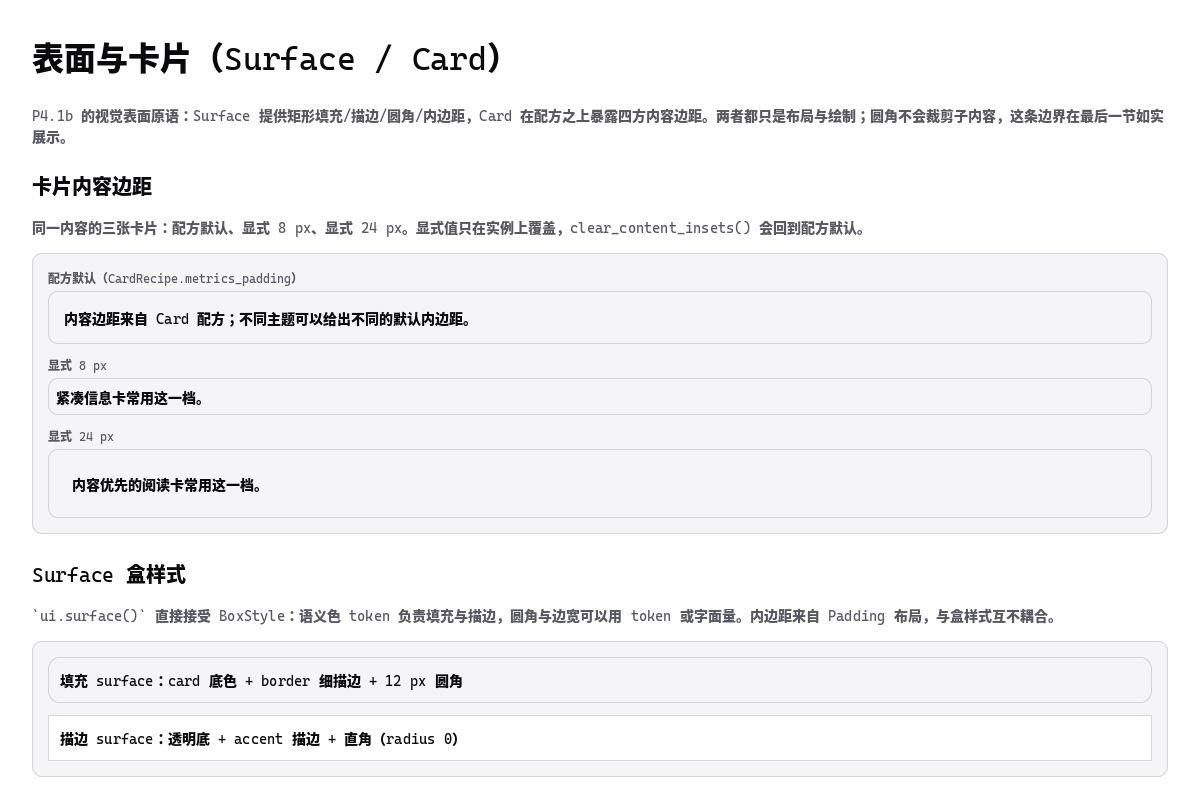 表面与卡片（Surface / Card）
P4.1b 的视觉表面原语：Surface 提供矩形填充/描边/圆角/内边距，Card 在配方之上暴露四方内容边距。两者都只是布局与绘制；圆角不会裁剪子内容，这条边界在最后一节如实
展示。
卡片内容边距
同一内容的三张卡片：配方默认、显式 8 px、显式 24 px。显式值只在实例上覆盖，clear_content_insets() 会回到配方默认。
配方默认（CardRecipe.metrics_padding）
内容边距来自 Card 配方；不同主题可以给出不同的默认内边距。
显式 8 px
紧凑信息卡常用这一档。
显式 24 px
内容优先的阅读卡常用这一档。
Surface 盒样式
`ui.surface()` 直接接受 BoxStyle：语义色 token 负责填充与描边，圆角与边宽可以用 token 或字面量。内边距来自 Padding 布局，与盒样式互不耦合。
填充 surface：card 底色 + border 细描边 + 12 px 圆角
描边 surface：透明底 + accent 描边 + 直角（radius 0）